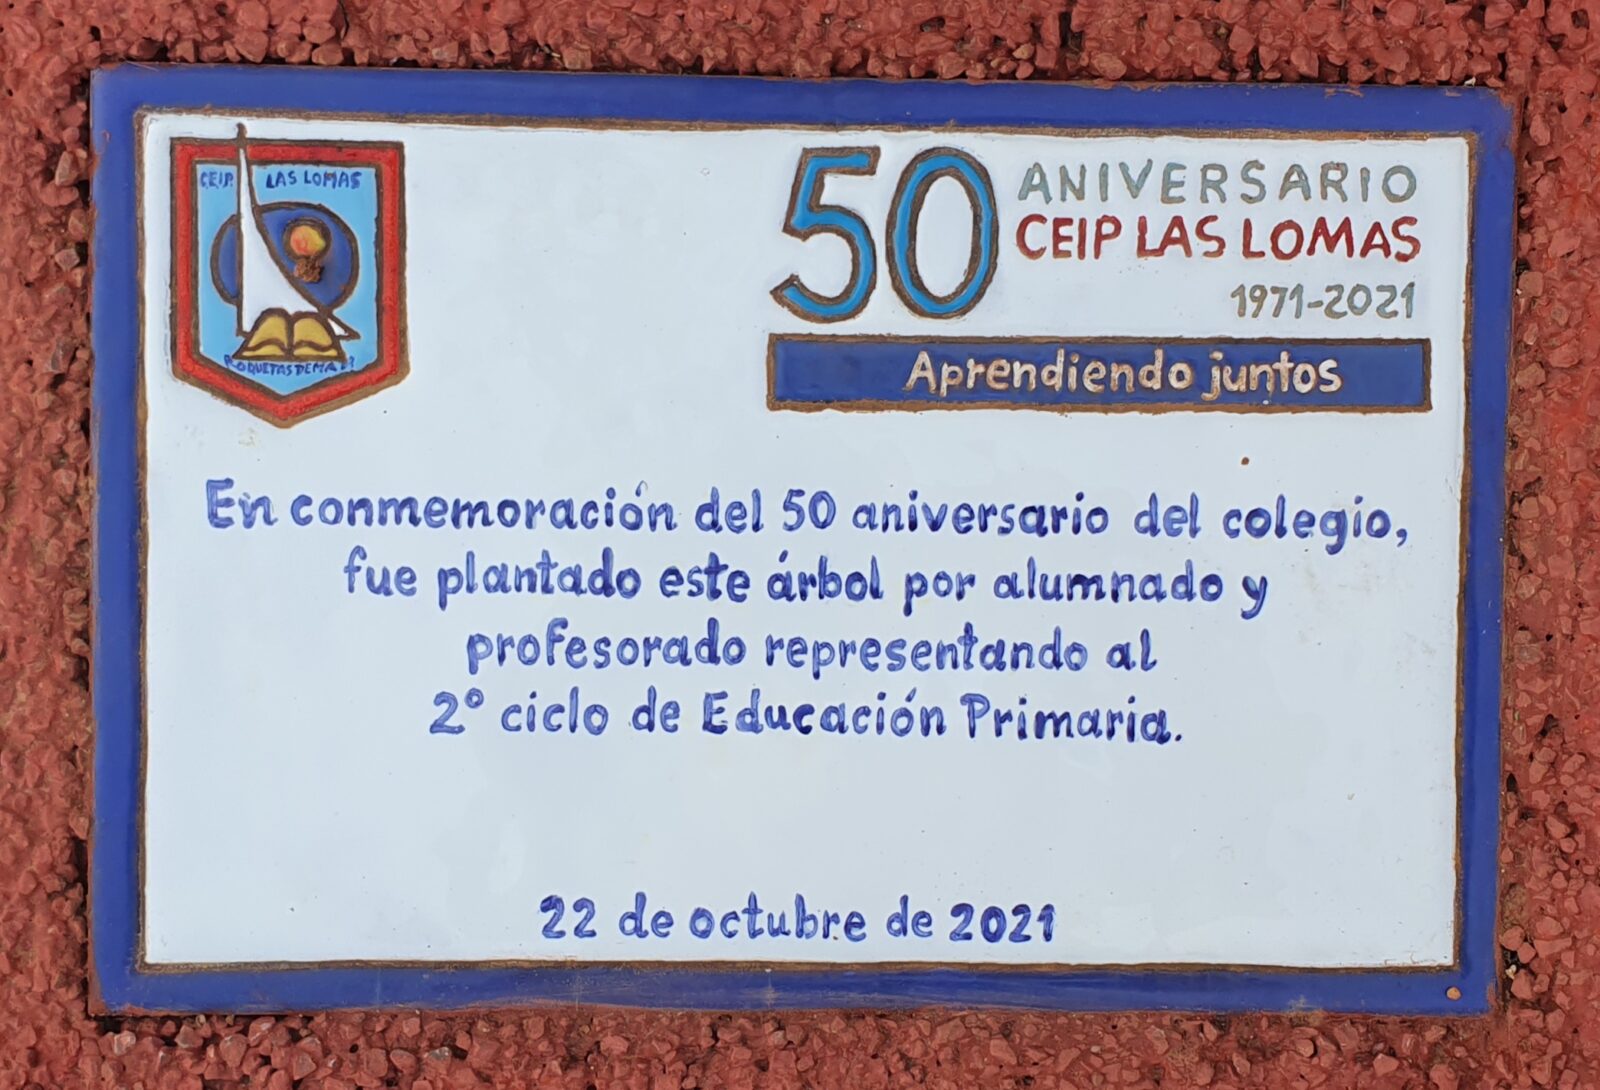 CEIP. LAS LOMAS
ROQUETAS DE MAR
50 ANIVERSARIO
CEIP LAS LOMAS
1971-2021
Aprendiendo juntos
En conmemoración del 50 aniversario del colegio,
fue plantado este árbol por alumnado y
profesorado representando al
2º ciclo de Educación Primaria.
22 de octubre de 2021